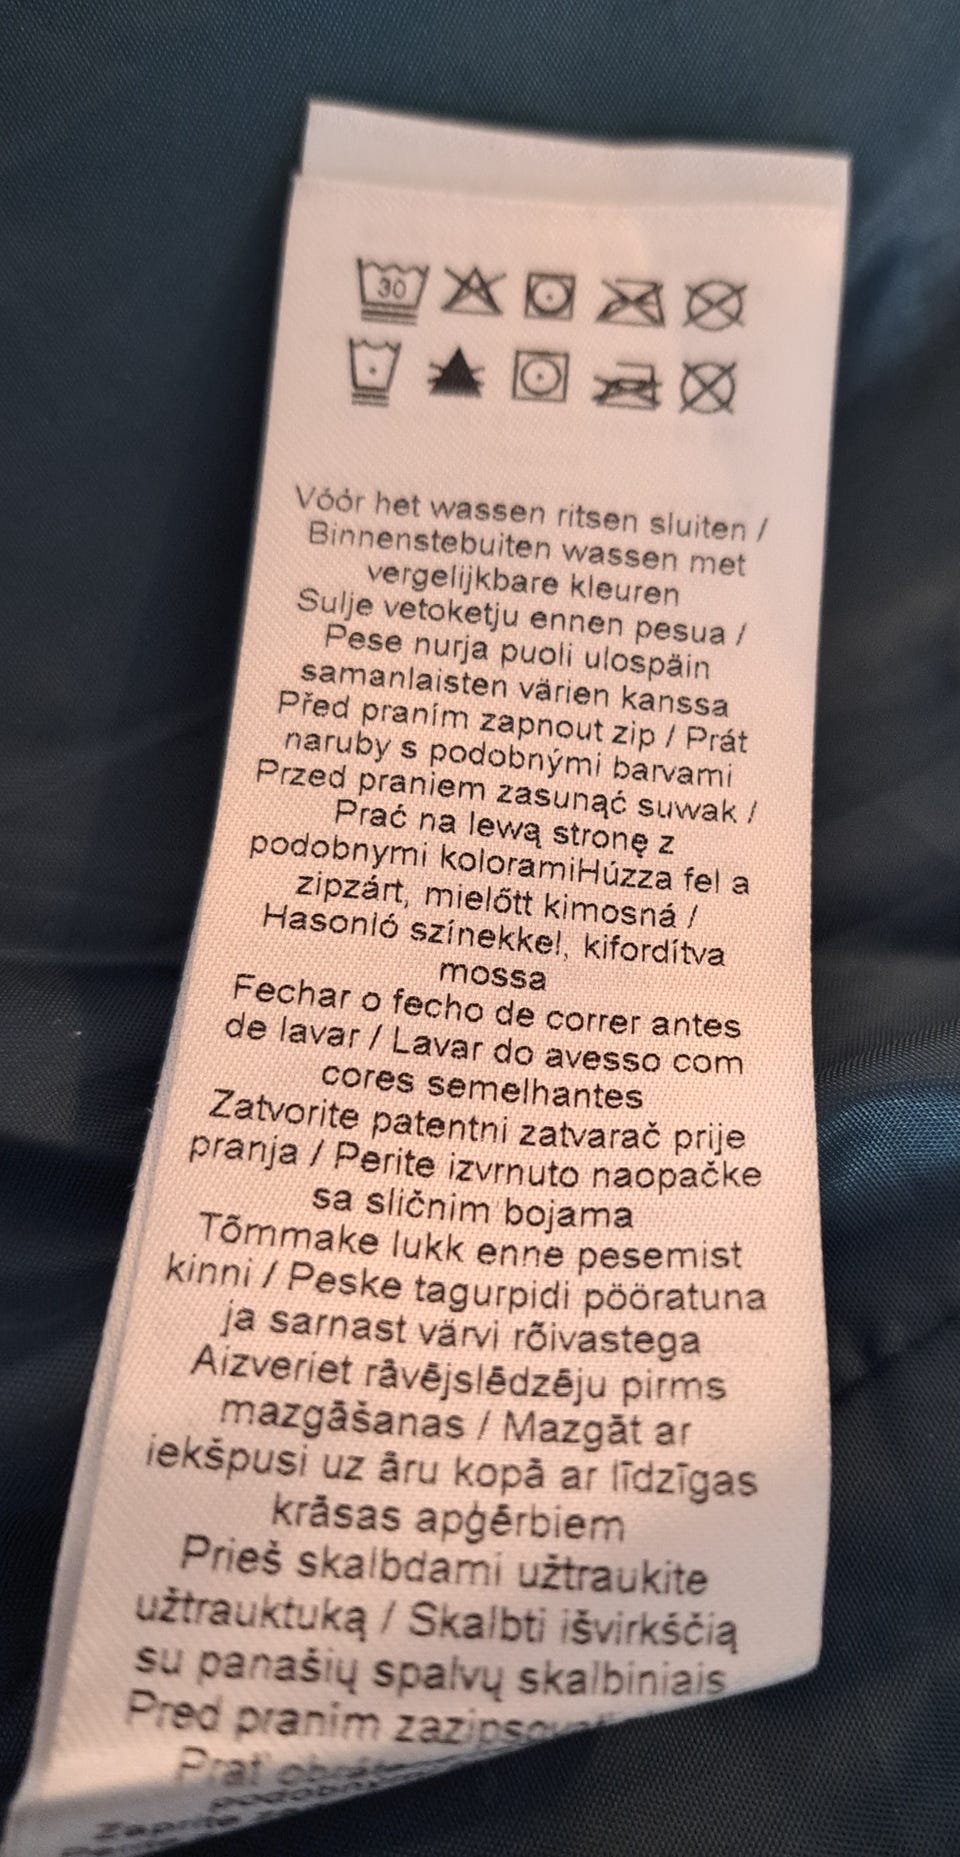 30
Vóór het wassen ritsen sluiten /
Binnenstebuiten wassen met
vergelijkbare kleuren
Sulje vetoketju ennen pesua /
Pese nurja puoli ulospäin
samanlaisten värien kanssa
Před praním zapnout zip / Prát
naruby s podobnými barvami
Przed praniem zasunąć suwak /
Prać na lewą stronę z
podobnymi koloramiHúzza fel a
zipzárt, mielőtt kimosná /
Hasonló színekkel, kifordítva
mossa
Fechar o fecho de correr antes
de lavar / Lavar do avesso com
cores semelhantes
Zatvorite patentni zatvarač prije
pranja / Perite izvrnuto naopačke
sa sličnim bojama
Tõmmake lukk enne pesemist
kinni / Peske tagurpidi pööratuna
ja sarnast värvi rõivastega
Aizveriet rāvējslēdzēju pirms
mazgāšanas / Mazgāt ar
iekšpusi uz āru kopā ar līdzīgas
krāsas apģērbiem
Prieš skalbdami užtraukite
užtrauktuką / Skalbti išvirkščią
su panašių spalvų skalbiniais
Pred praním